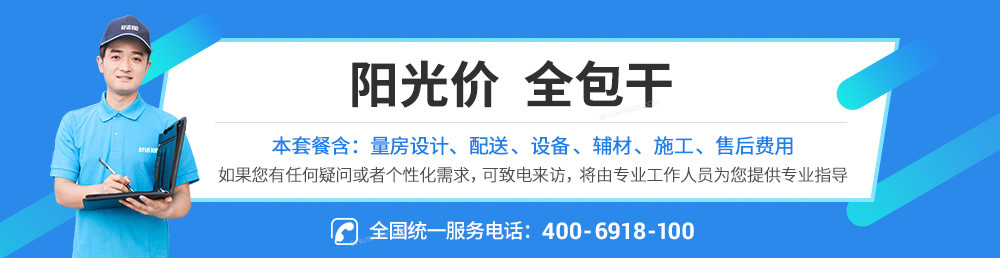 阳光价 全包干
本套餐含：量房设计、配送、设备、辅材、施工、售后费用
如果您有任何疑问或者个性化需求，可致电来访，将由专业工作人员为您提供专业指导
全国统一服务电话：400-6918-100